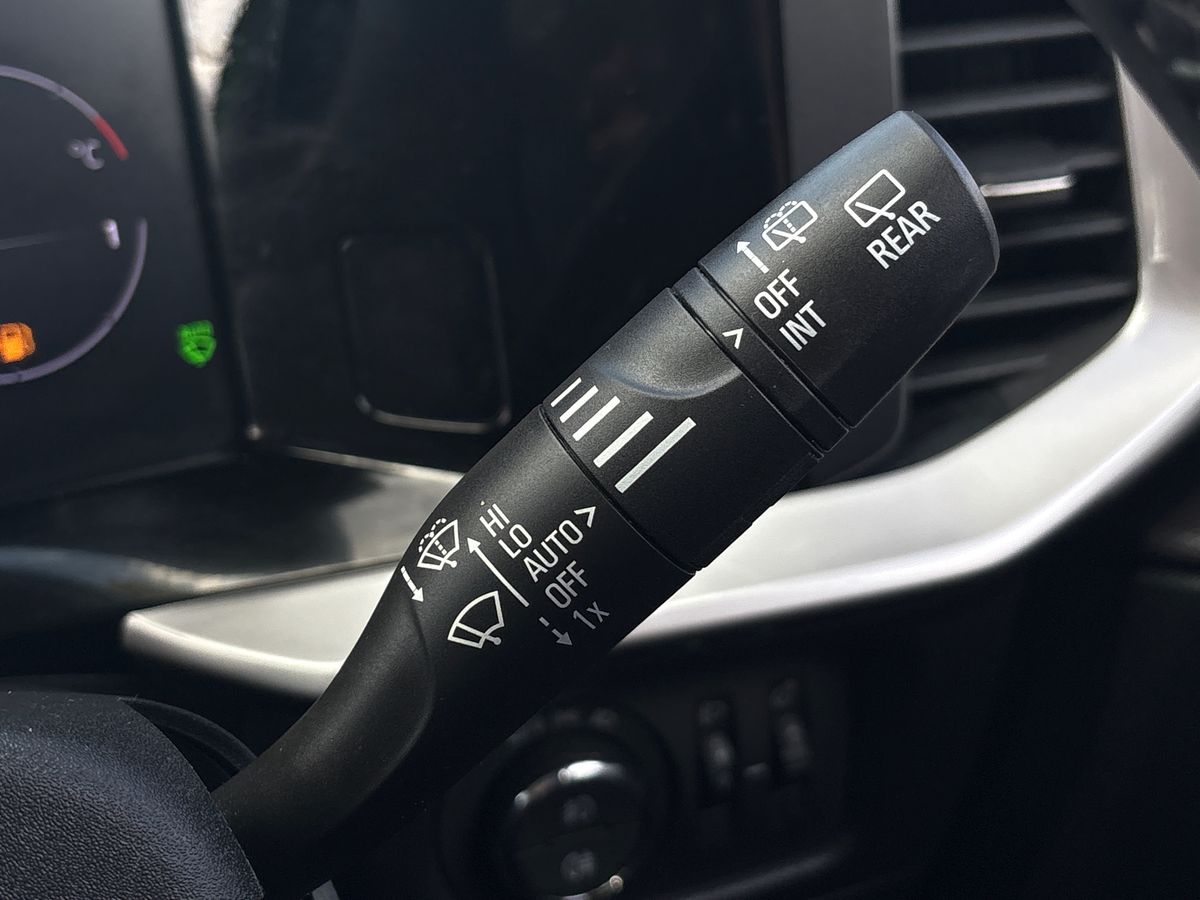 REAR
OFF
INT
HI
LO
AUTO
OFF
1x
°C